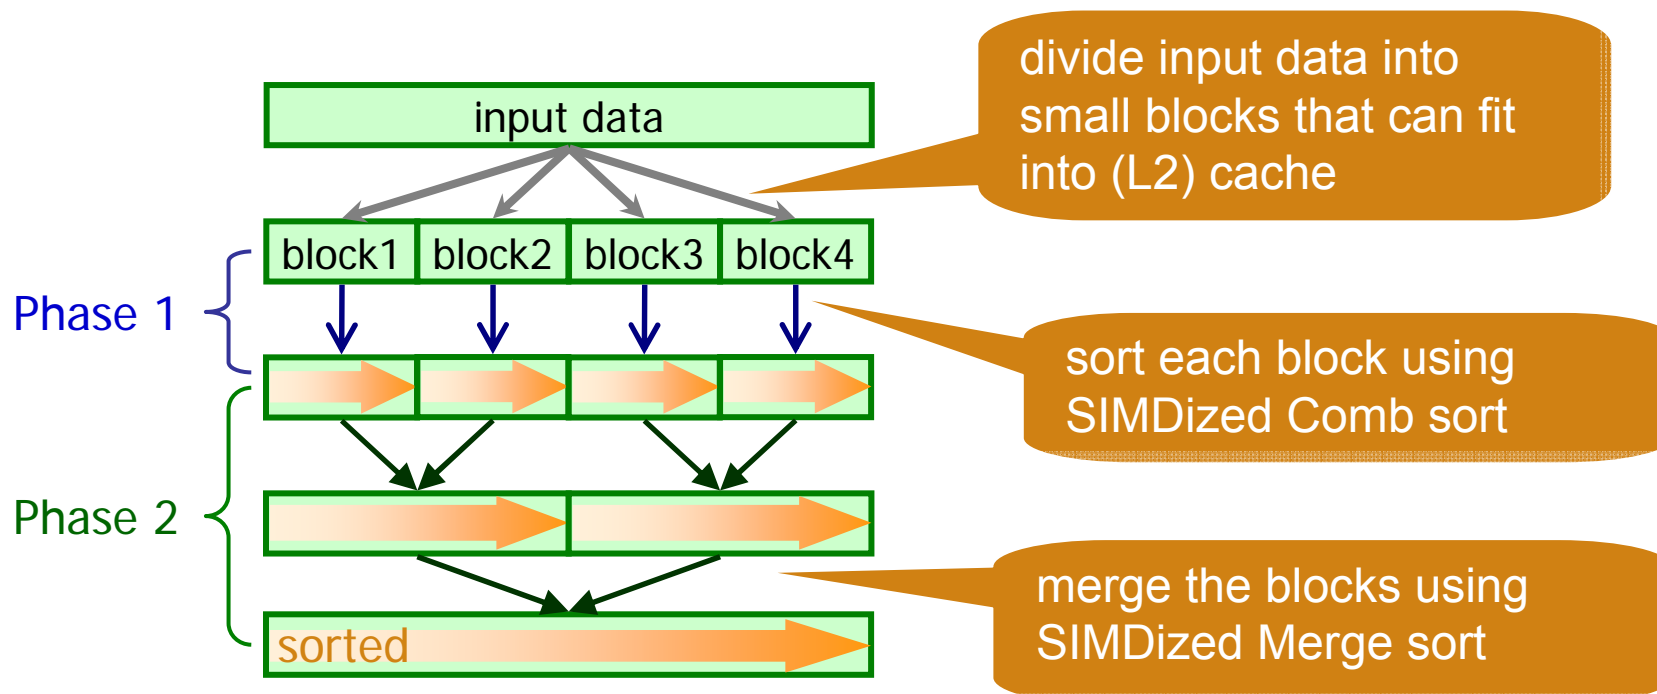 divide input data into
small blocks that can fit
into (L2) cache
input data
block1 block2 block3 block4
Phase 1
sort each block using
SIMDized Comb sort
Phase 2
merge the blocks using
SIMDized Merge sort
sorted